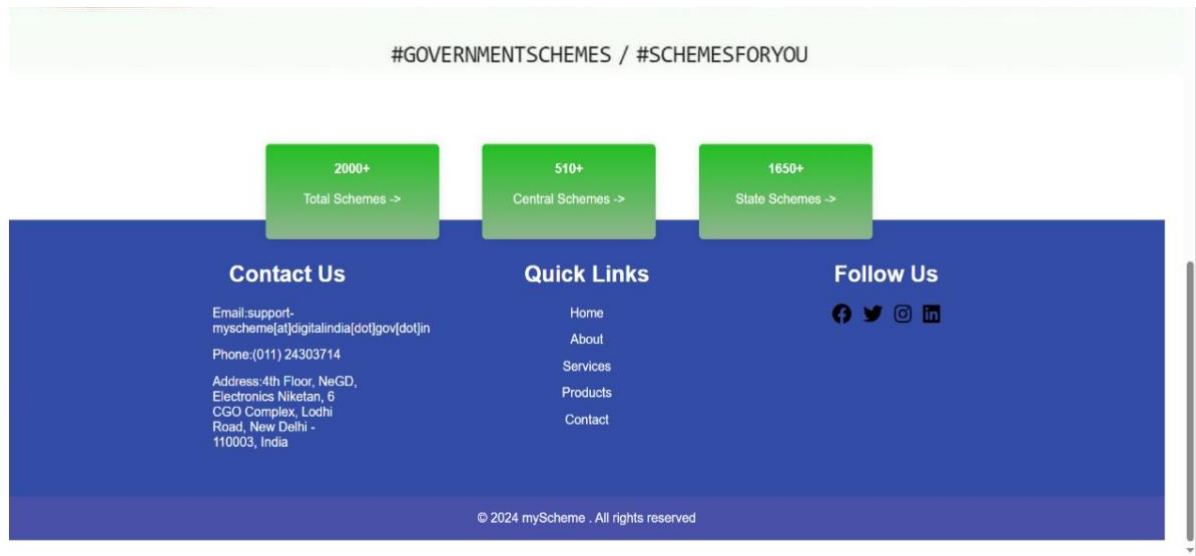 #GOVERNMENTSCHEMES / #SCHEMESFORYOU
2000+
Total Schemes ->
510+
Central Schemes ->
1650+
State Schemes ->
Contact Us
Email:support-
myscheme[at]digitalindia[dot]gov[dot]in
Phone:(011) 24303714
Address:4th Floor, NeGD,
Electronics Niketan, 6
CGO Complex, Lodhi
Road, New Delhi -
110003, India
Quick Links
Home
About
Services
Products
Contact
Follow Us
© 2024 myScheme . All rights reserved